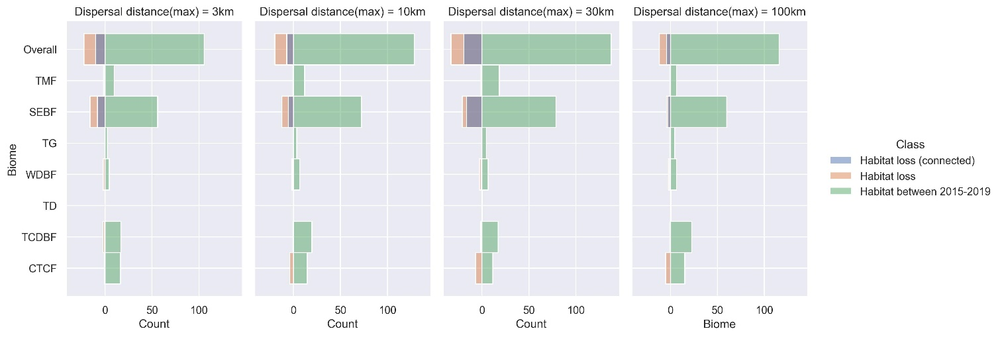 Dispersal distance(max) = 3km
Dispersal distance(max) = 10km
Dispersal distance(max) = 30km
Dispersal distance(max) = 100km
Biome
Overall
TMF
SEBF
TG
WDBF
TD
TCDBF
CTCF
0 50 100
0 50 100
0 50 100
0 50 100
Count
Count
Count
Biome
Class
Habitat loss (connected)
Habitat loss
Habitat between 2015-2019